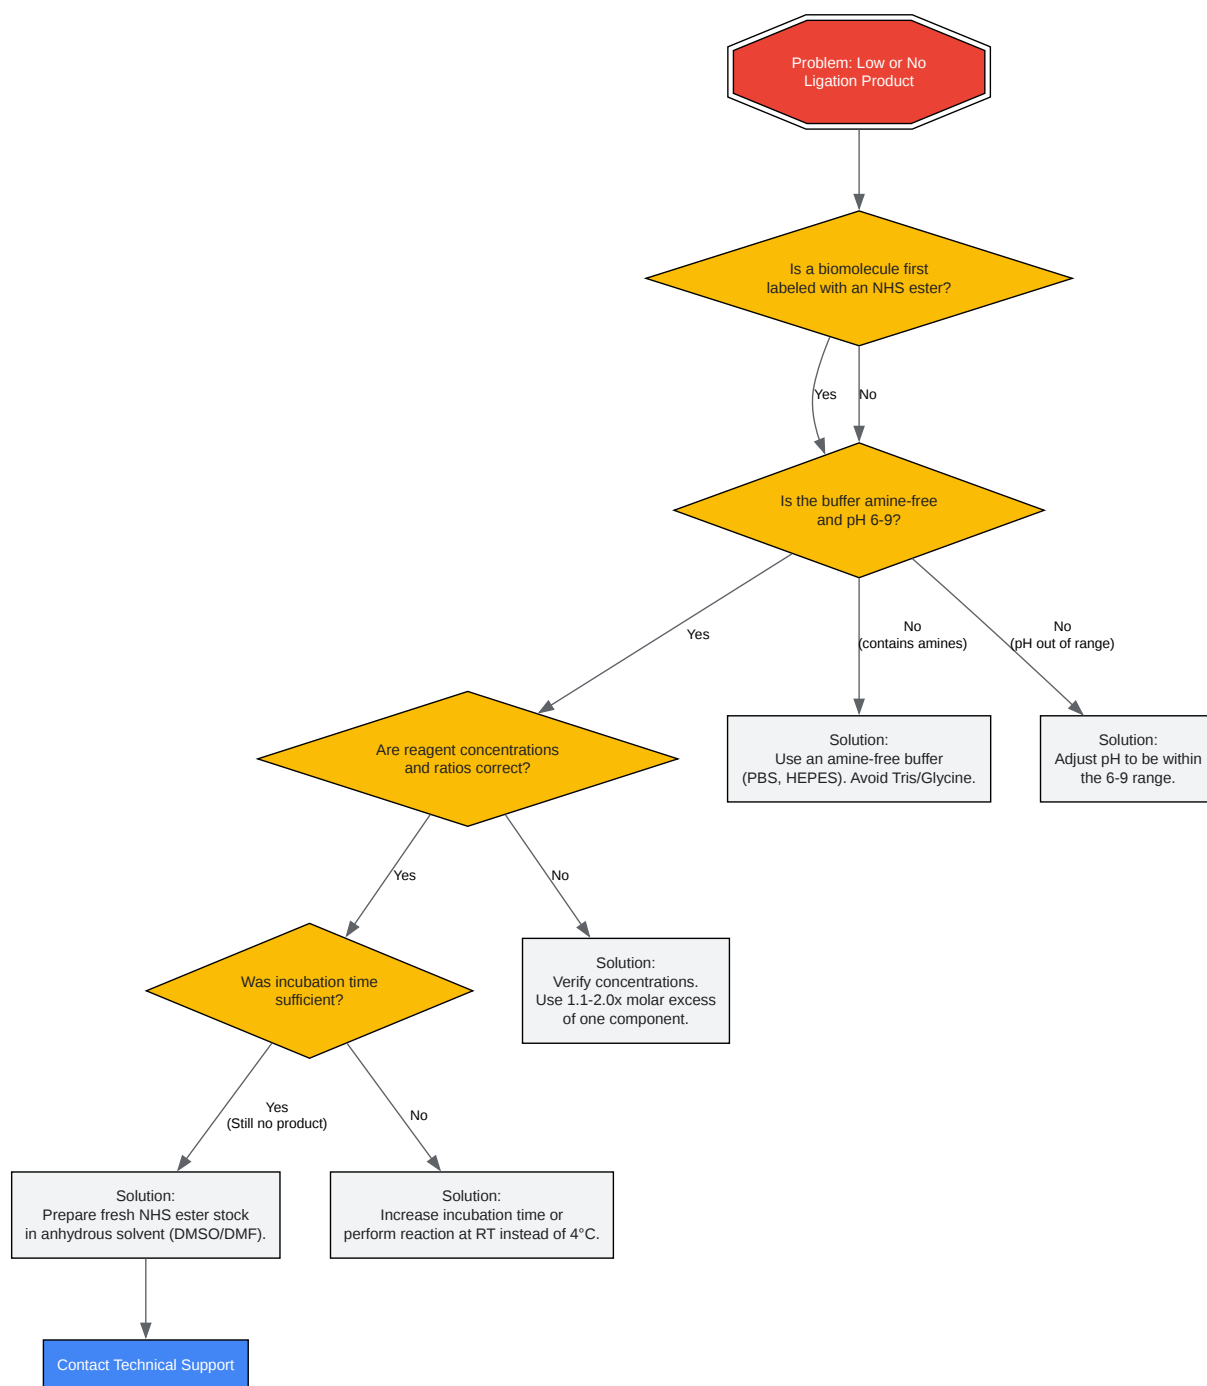 Problem: Low or No
Ligation Product
Is a biomolecule first
labeled with an NHS ester?
Yes
No
Is the buffer amine-free
and pH 6-9?
Yes
No
(contains amines)
No
(pH out of range)
Are reagent concentrations
and ratios correct?
Solution:
Use an amine-free buffer
(PBS, HEPES). Avoid Tris/Glycine.
Solution:
Adjust pH to be within
the 6-9 range.
Yes
No
Was incubation time
sufficient?
Solution:
Verify concentrations.
Use 1.1-2.0x molar excess
of one component.
Yes
(Still no product)
No
Solution:
Prepare fresh NHS ester stock
in anhydrous solvent (DMSO/DMF).
Solution:
Increase incubation time or
perform reaction at RT instead of 4°C.
Contact Technical Support